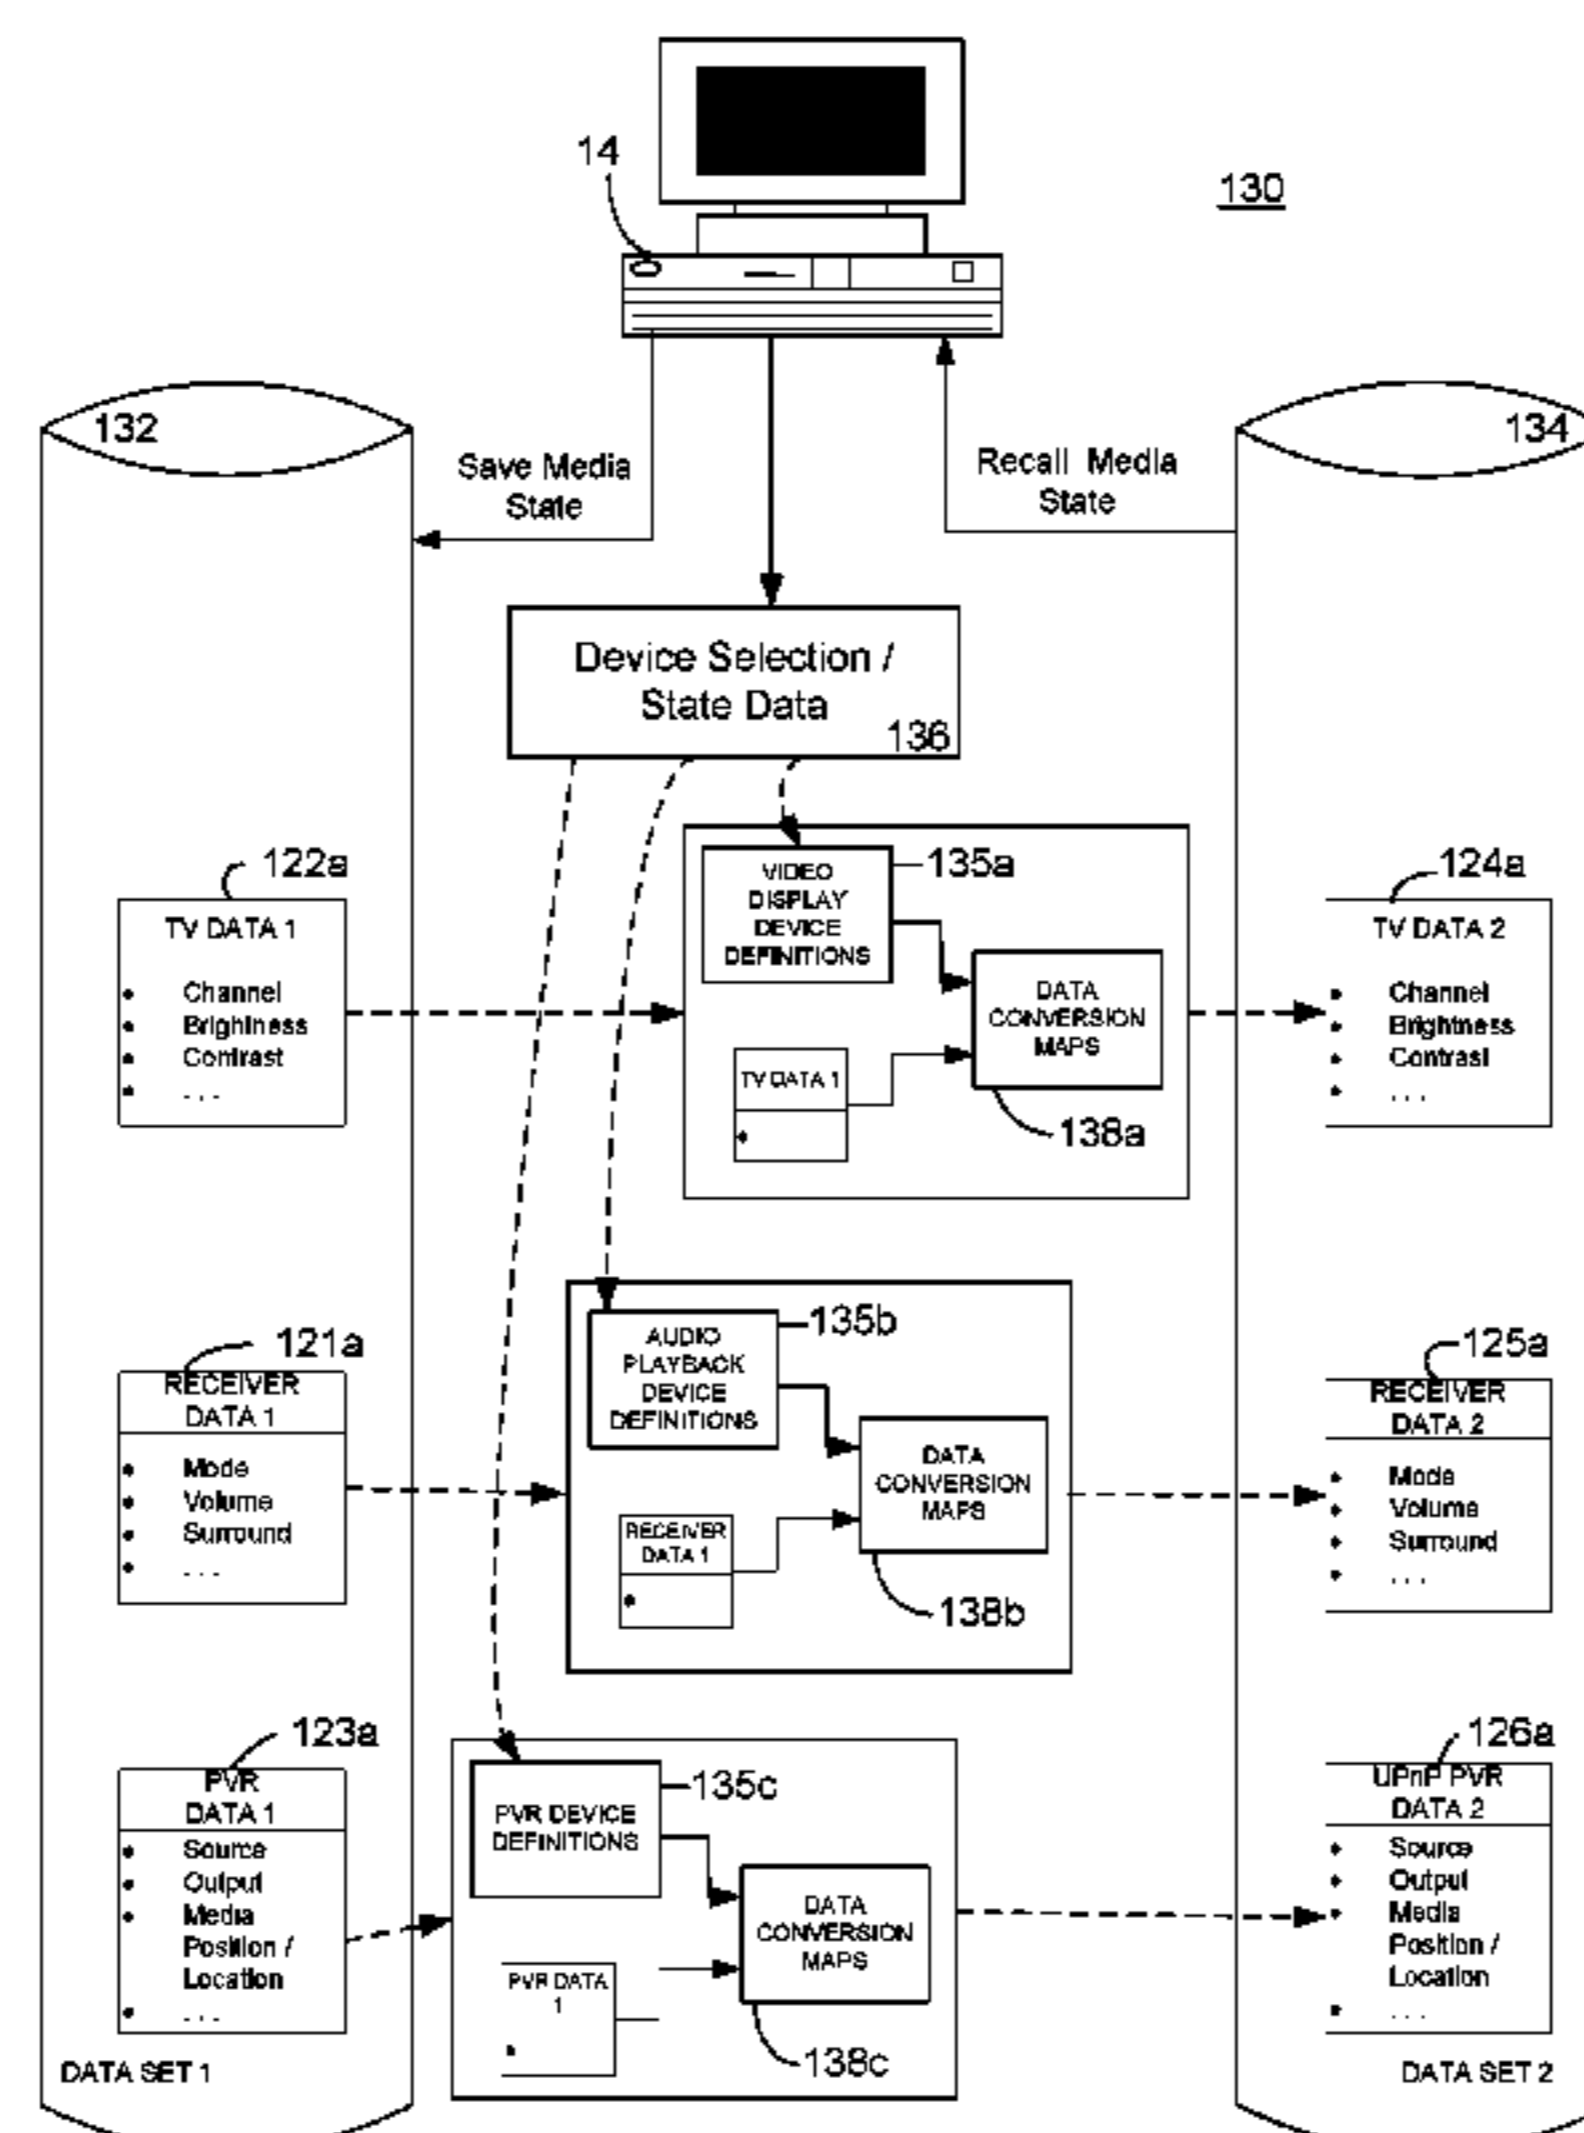 14
130
132
134
Save Media
State
Recall Media
State
Device Selection /
State Data
136
122a
TV DATA 1
• Channel
• Brightness
• Contrast
• . . .
135a
VIDEO
DISPLAY
DEVICE
DEFINITIONS
DATA
CONVERSION
MAPS
TV DATA 1
•
138a
124a
TV DATA 2
• Channel
• Brightness
• Contrast
• . . .
121a
RECEIVER
DATA 1
• Mode
• Volume
• Surround
• . . .
135b
AUDIO
PLAYBACK
DEVICE
DEFINITIONS
DATA
CONVERSION
MAPS
RECEIVER
DATA 1
•
138b
125a
RECEIVER
DATA 2
• Mode
• Volume
• Surround
• . . .
123a
PVR
DATA 1
• Source
• Output
• Media
Position /
Location
• . . .
DATA SET 1
135c
PVR DEVICE
DEFINITIONS
DATA
CONVERSION
MAPS
PVR DATA
1
•
138c
126a
UPnP PVR
DATA 2
• Source
• Output
• Media
Position /
Location
• . . .
DATA SET 2